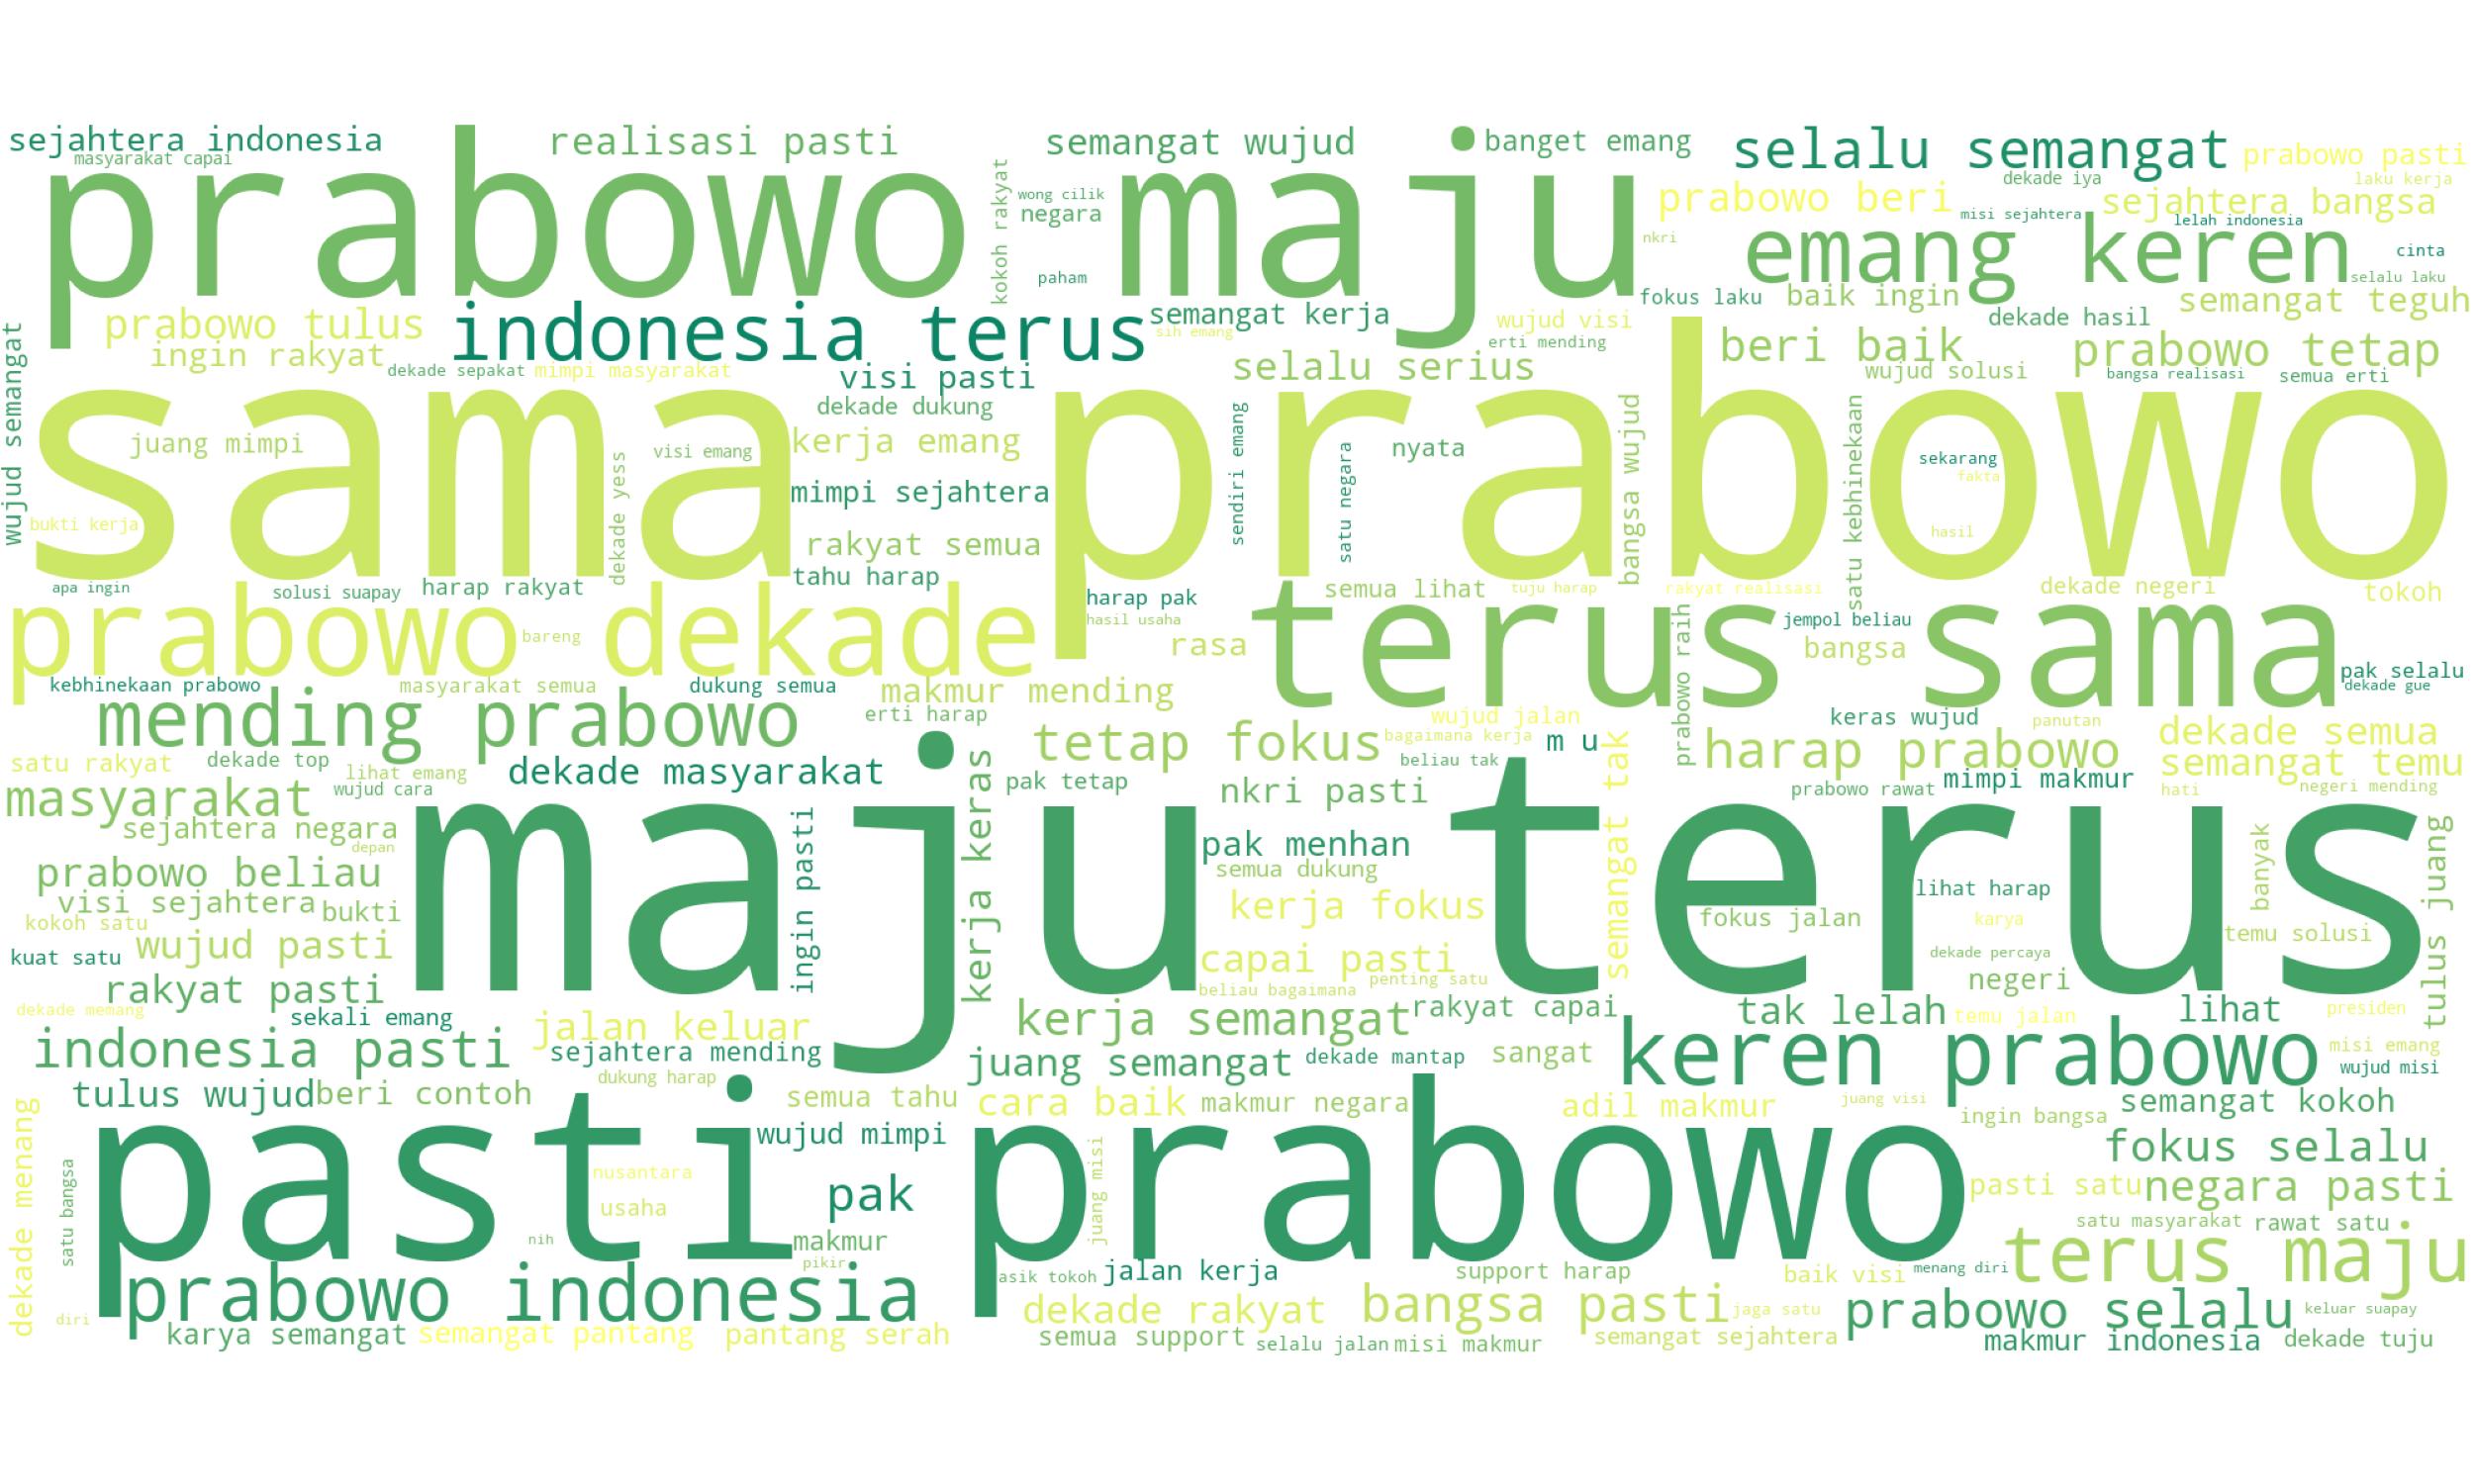 sejahtera indonesia
masyarakat capai
realisasi pasti
semangat wujud
banget emang
selalu semangat
prabowo pasti
prabowo maju
kokoh rakyat
wong cilik
negara
paham
dekade iya
laku kerja
prabowo beri
misi sejahtera
sejahtera bangsa
lelah indonesia
nkri
emang keren
cinta
selalu laku
prabowo tulus
indonesia terus
semangat kerja
sih emang
wujud visi
erti mending
fokus laku
baik ingin
semangat teguh
dekade hasil
wujud semangat
ingin rakyat
dekade sepakat
mimpi masyarakat
visi pasti
selalu serius
beri baik
prabowo tetap
wujud solusi
bangsa realisasi
semua erti
sama prabowo
dekade dukung
juang mimpi
visi emang
kerja emang
dekade yess
mimpi sejahtera
sendiri emang
satu negara
nyata
bangsa wujud
satu kebhinekaan
sekarang
fakta
hasil
bukti kerja
rakyat semua
tahu harap
apa ingin
solusi suapay
harap rakyat
harap pak
hasil usaha
semua lihat
tuju harap
rakyat realisasi
dekade negeri
tokoh
prabowo dekade
bareng
rasa
terus sama
prabowo raih
jempol beliau
bangsa
pak selalu
dekade gue
kebhinekaan prabowo
masyarakat semua
dukung semua
makmur mending
mending prabowo
erti harap
tetap fokus
wujud jalan
bagaimana kerja
m u
beliau tak
keras wujud
panutan
harap prabowo
dekade semua
satu rakyat
dekade top
lihat emang
wujud cara
dekade masyarakat
pak tetap
nkri pasti
semangat tak
prabowo rawat
mimpi makmur
semangat temu
hati
negeri mending
masyarakat
sejahtera negara
depan
maju terus
ingin pasti
kerja keras
pak menhan
semua dukung
prabowo beliau
visi sejahtera
bukti
kokoh satu
wujud pasti
kuat satu
kerja fokus
fokus jalan
lihat harap
karya
banyak
tulus juang
temu solusi
capai pasti
penting satu
beliau bagaimana
dekade percaya
negeri
rakyat pasti
dekade memang
sekali emang
jalan keluar
kerja semangat
rakyat capai
tak lelah
temu jalan
lihat
presiden
indonesia pasti
sejahtera mending
juang semangat
dekade mantap
sangat
keren prabowo
misi emang
wujud misi
tulus wujud
beri contoh
dukung harap
semua tahu
cara baik
makmur negara
adil makmur
juang visi
ingin bangsa
semangat kokoh
dekade menang
satu bangsa
pasti prabowo
wujud mimpi
nusantara
usaha
nih
pak
makmur
pikir
juang misi
fokus selalu
pasti satu
negara pasti
satu masyarakat
rawat satu
terus maju
prabowo indonesia
asik tokoh
jalan kerja
support harap
baik visi
menang diri
diri
karya semangat
semangat pantang
pantang serah
dekade rakyat
bangsa pasti
jaga satu
prabowo selalu
keluar suapay
semua support
selalu jalan
misi makmur
semangat sejahtera
makmur indonesia
dekade tuju